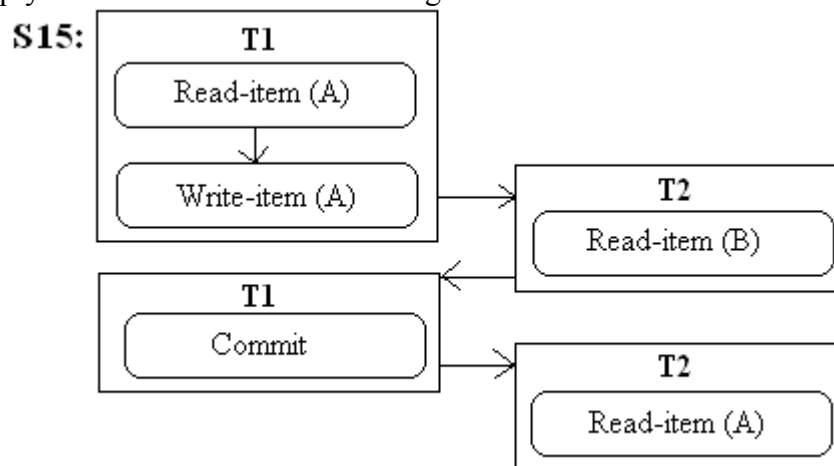 S15:
T1
Read-item (A)
Write-item (A)
T2
Read-item (B)
T1
Commit
T2
Read-item (A)